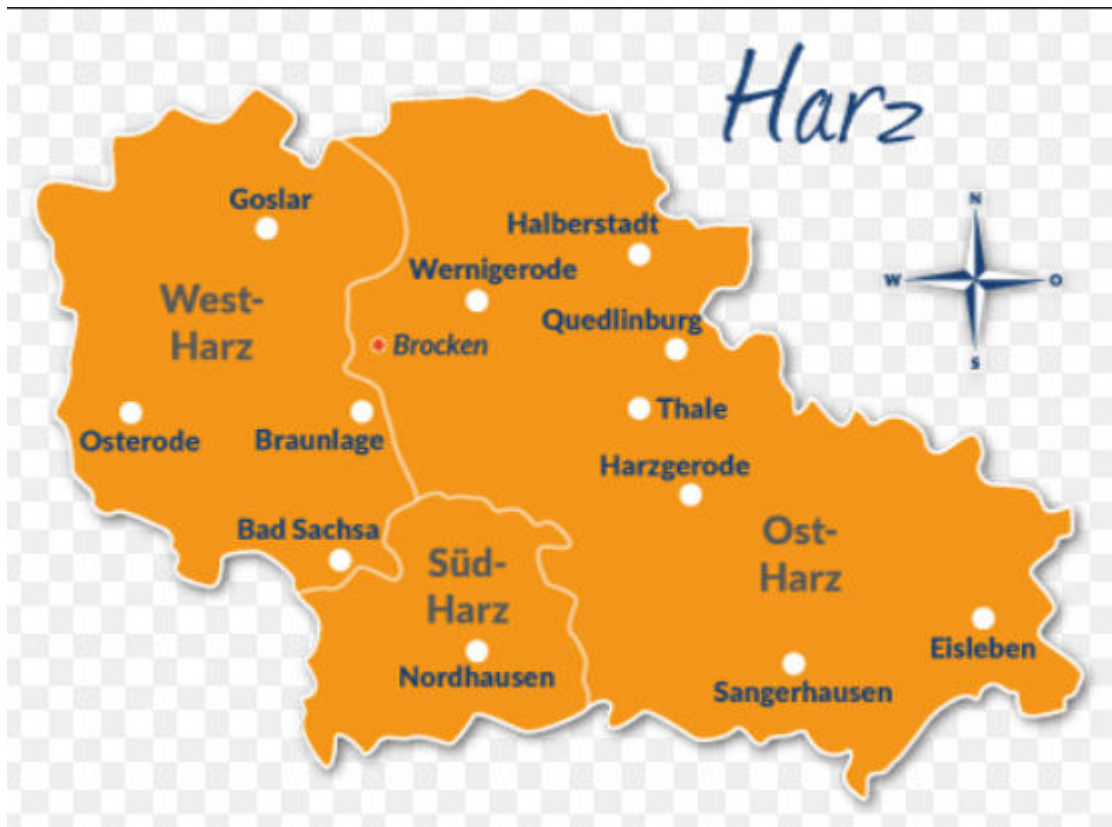 Harz
Goslar
N
Halberstadt
Wernigerode
W
O
West-
Harz
Quedlinburg
Brocken
S
Thale
Osterode
Braunlage
Harzgerode
Bad Sachsa
Süd-
Harz
Ost-
Harz
Eisleben
Nordhausen
Sangerhausen